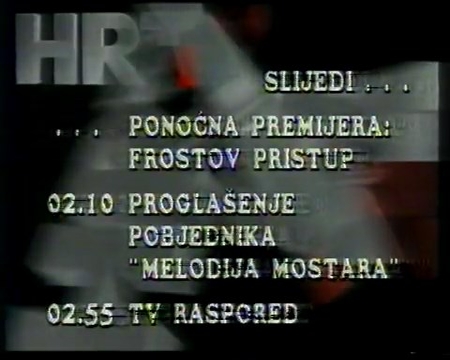 HRT
SLIJEDI...
... PONOĆNA PREMIJERA:
FROSTOV PRISTUP
02.10 PROGLAŠENJE
POBJEDNIKA
"MELODIJA MOSTARA"
02.55 TV RASPORED